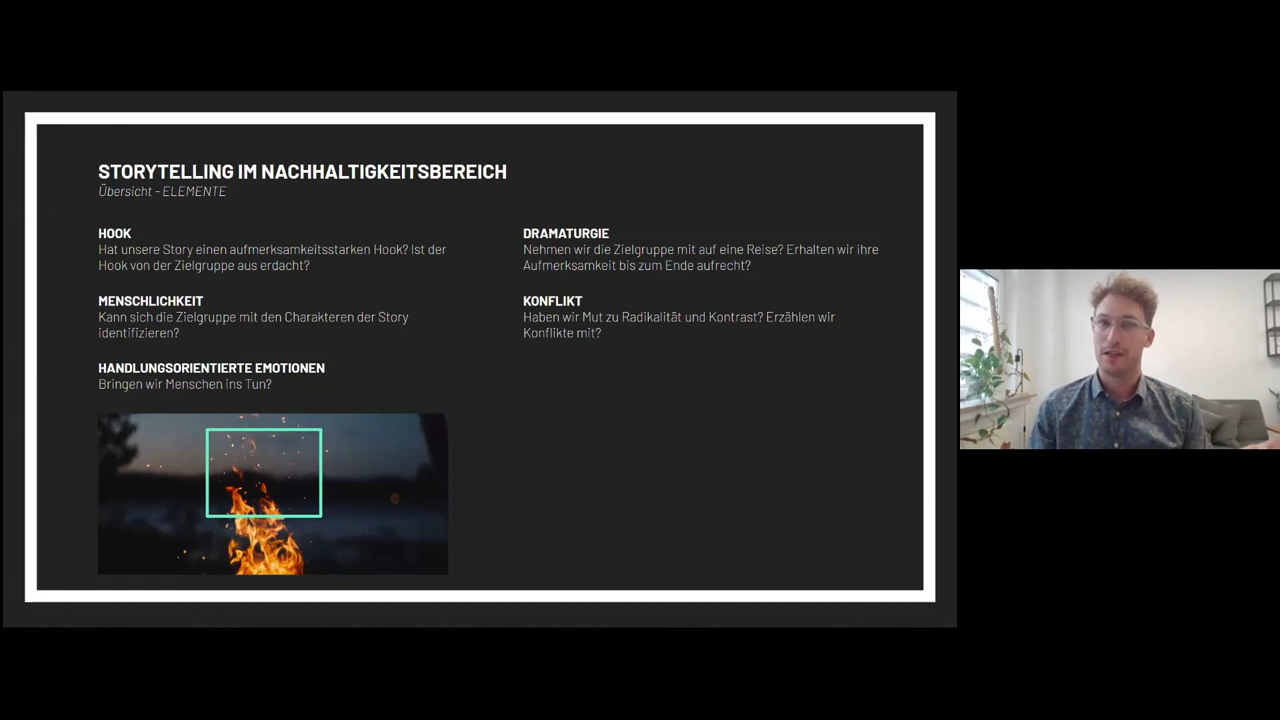 STORYTELLING IM NACHHALTIGKEITSBEREICH
Übersicht - ELEMENTE
HOOK
Hat unsere Story einen aufmerksamkeitsstarken Hook? Ist der
Hook von der Zielgruppe aus erdacht?
MENSCHLICHKEIT
Kann sich die Zielgruppe mit den Charakteren der Story
identifizieren?
HANDLUNGSORIENTIERTE EMOTIONEN
Bringen wir Menschen ins Tun?
DRAMATURGIE
Nehmen wir die Zielgruppe mit auf eine Reise? Erhalten wir ihre
Aufmerksamkeit bis zum Ende aufrecht?
KONFLIKT
Haben wir Mut zu Radikalität und Kontrast? Erzählen wir
Konflikte mit?